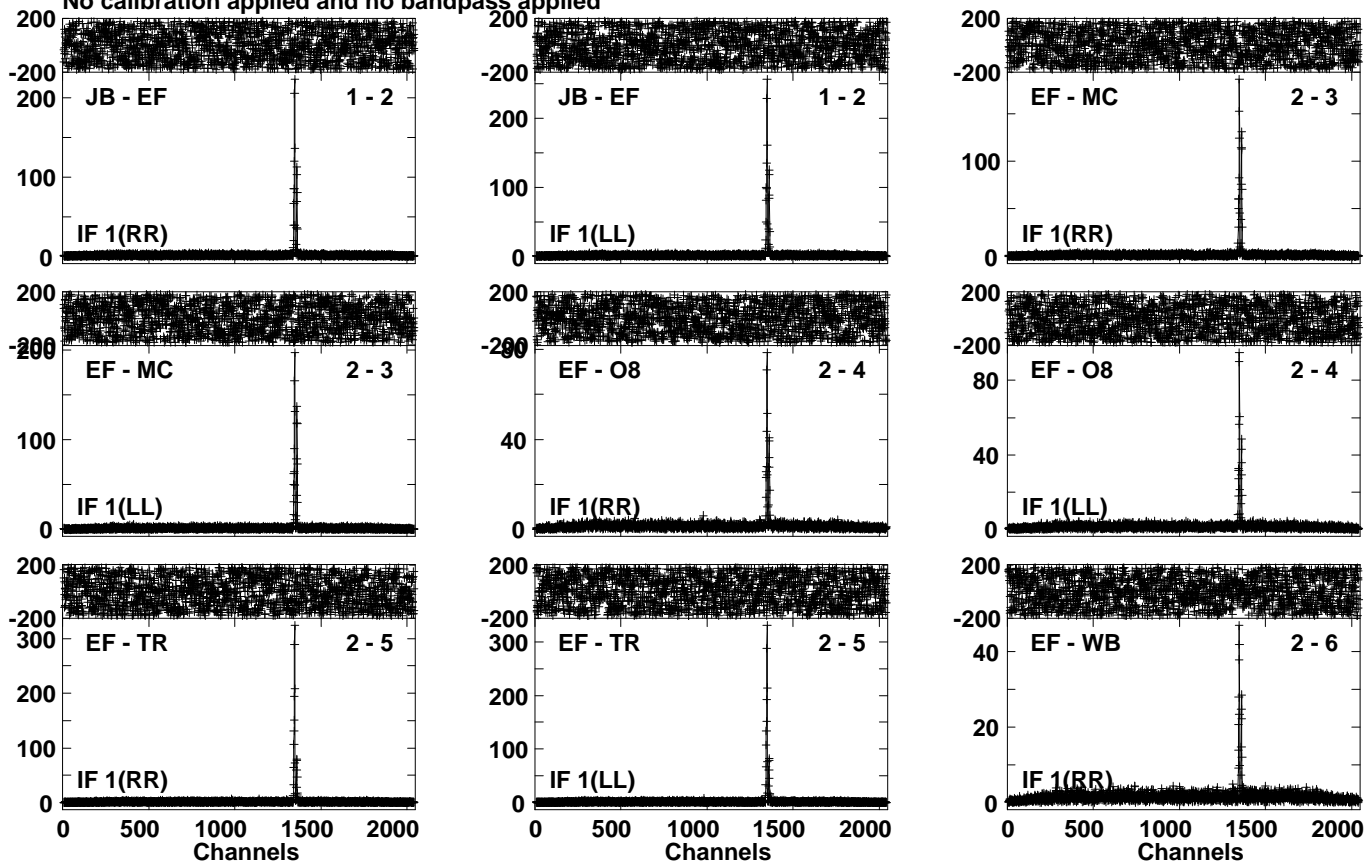 No calibration applied and no bandpass applied
200
-200
200
100
0
JB - EF 1 - 2
IF 1(RR)
200
100
0
JB - EF 1 - 2
IF 1(LL)
200
-200
100
0
EF - MC 2 - 3
IF 1(RR)
200
-200
200
100
0
EF - MC 2 - 3
IF 1(LL)
80
40
0
EF - O8 2 - 4
IF 1(RR)
200
-200
80
40
0
EF - O8 2 - 4
IF 1(LL)
200
-200
300
200
100
0
EF - TR 2 - 5
IF 1(RR)
0 500 1000 1500 2000
Channels
300
200
100
0
EF - TR 2 - 5
IF 1(LL)
0 500 1000 1500 2000
200
-200
40
20
0
EF - WB 2 - 6
IF 1(RR)
0 500 1000 1500 2000
Channels